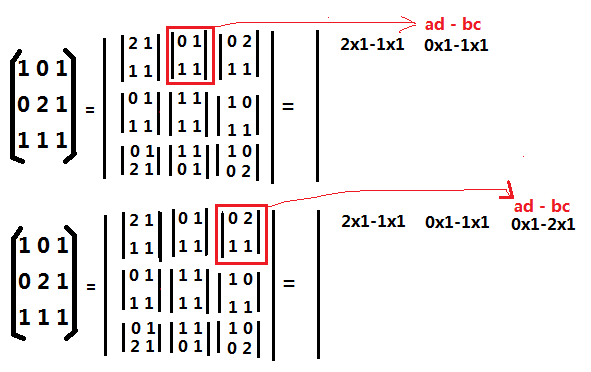 ad - bc
2 1 0 1 0 2 2x1-1x1 0x1-1x1
1 0 1 1 1 1 1 1 1
0 2 1 = 0 1 1 1 1 0 =
1 1 1 1 1 1 1 1 1
0 1 1 1 1 0
2 1 0 1 0 2
ad - bc
2 1 0 1 0 2 2x1-1x1 0x1-1x1 0x1-2x1
1 0 1 1 1 1 1 1 1
0 2 1 = 0 1 1 1 1 0 =
1 1 1 1 1 1 1 1 1
0 1 1 1 1 0
2 1 0 1 0 2